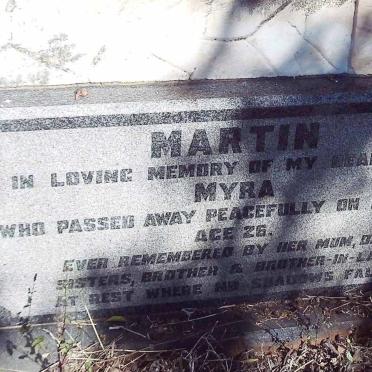 MARTIN
IN LOVING MEMORY OF MY
MYRA
WHO PASSED AWAY PEACEFULLY ON
AGE 26.
EVER REMEMBERED BY HER MUM,
SISTERS, BROTHER & BROTHER-IN-
AT REST WHERE NO SHADOWS